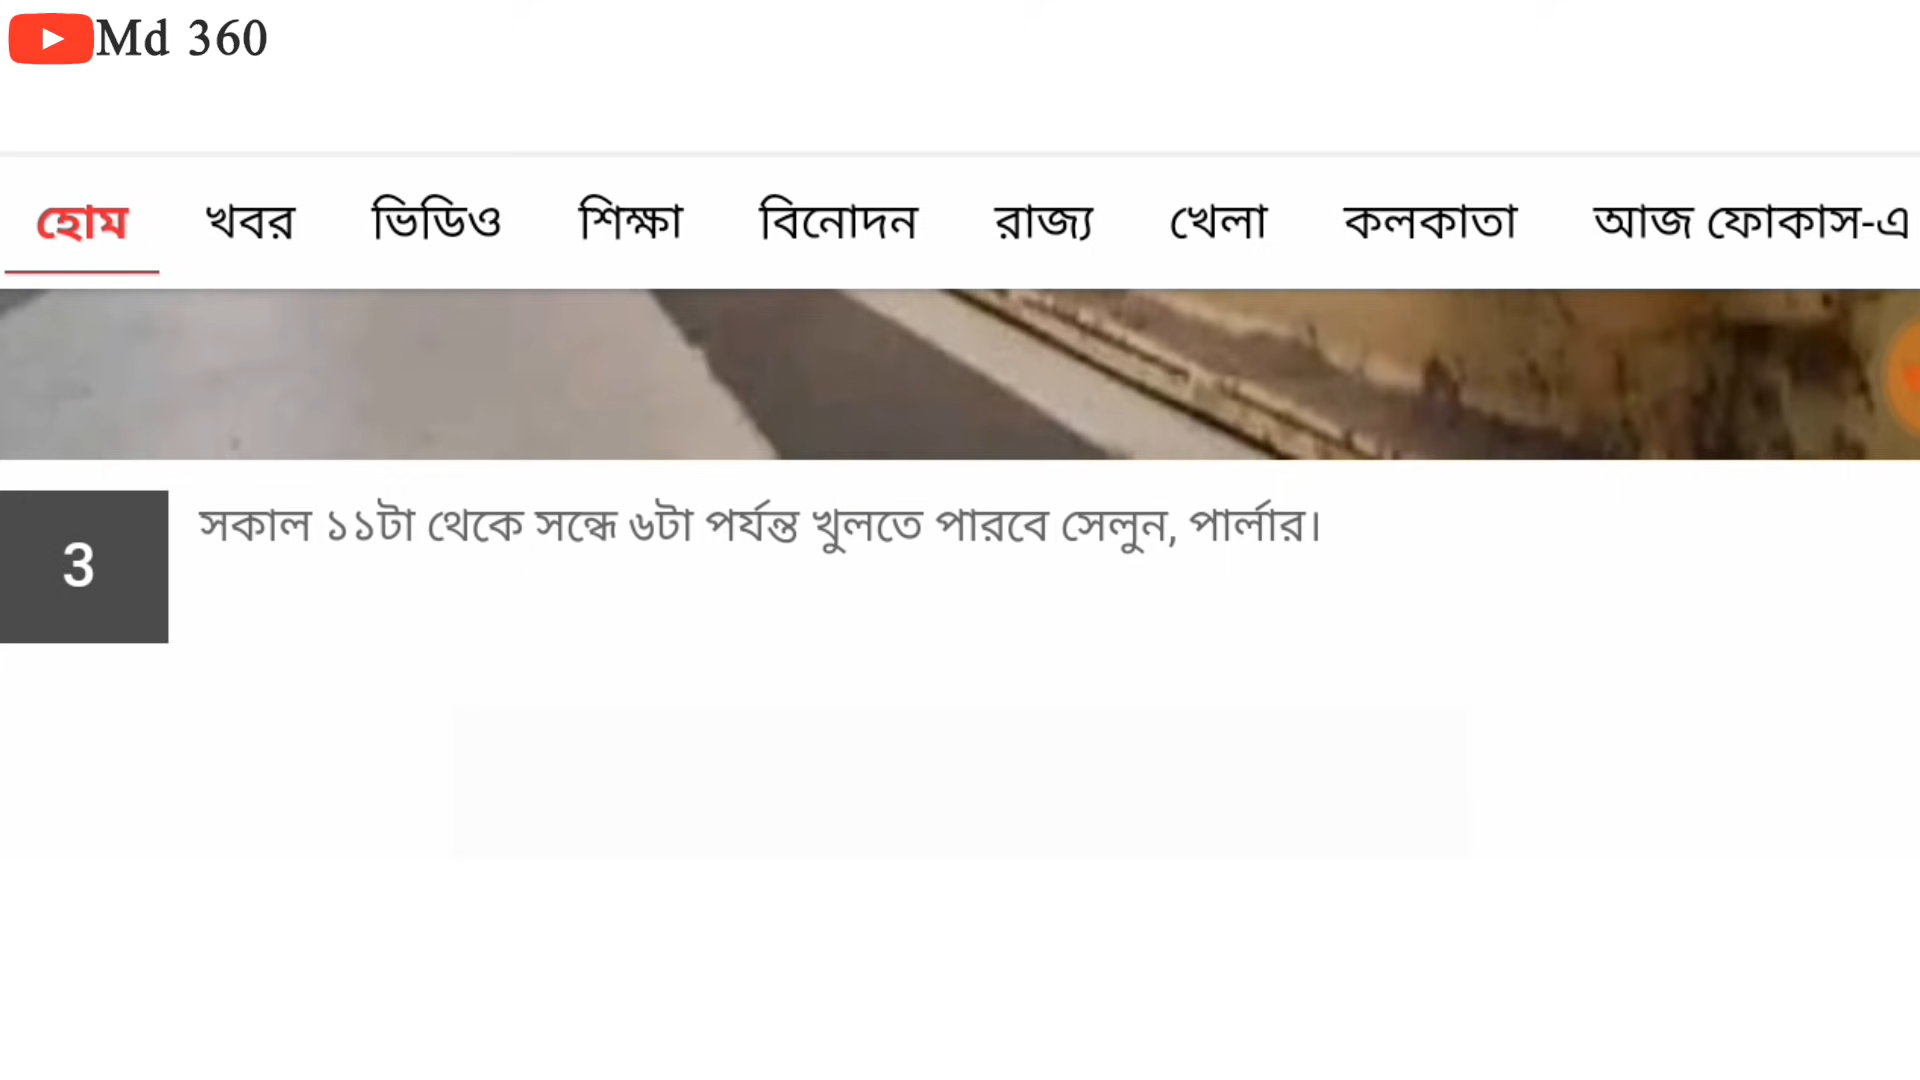 Md 360
হোম খবর ভিডিও শিক্ষা বিনোদন রাজ্য খেলা কলকাতা আজ ফোকাস-এ
3
সকাল ১১টা থেকে সন্ধে ৬টা পর্যন্ত খুলতে পারবে সেলুন, পার্লার।